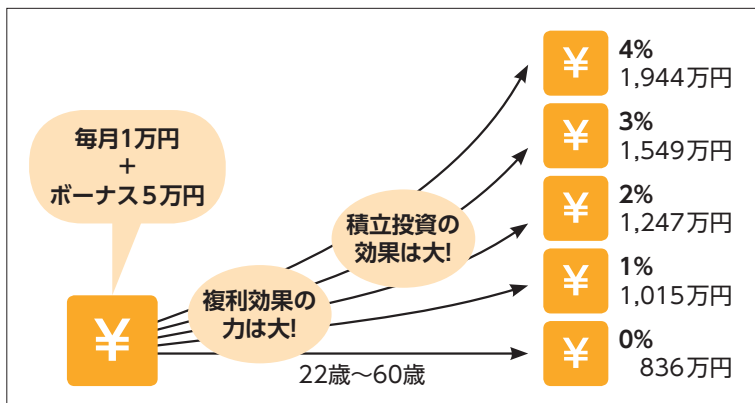 毎月1万円
+
ボーナス5万円
¥
複利効果の
力は大!
積立投資の
効果は大!
22歳～60歳
¥
4%
1,944万円
¥
3%
1,549万円
¥
2%
1,247万円
¥
1%
1,015万円
¥
0%
836万円